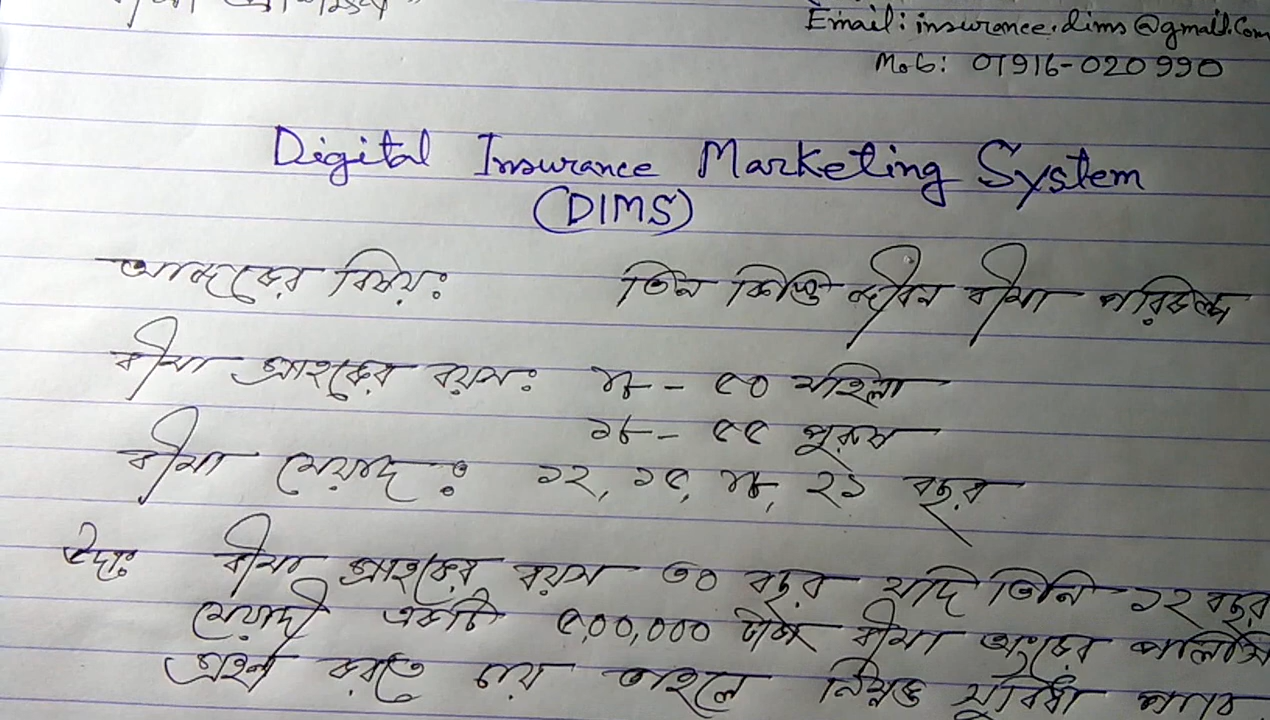 বীমা
Email: insurance.dims@gmail.com
Mob: 01916-020990
Digital Insurance Marketing System
(DIMS)
আজকের বিষয়ঃ তিন কিস্তি জীবন বীমা পরিকল্প
বীমা গ্রাহকের বয়সঃ ১৮ - ৫০ মহিলা
১৮ - ৫৫ পুরুষ
বীমা মেয়াদঃ ১২, ১৫, ১৮, ২১ বছর
উদাঃ বীমা গ্রাহকের বয়স ৩০ বছর যদি তিনি ১২ বছর
মেয়াদী একটি ৫,০০,০০০ টাকা বীমা অংকের পলিসি
গ্রহণ করতে চায় তাহলে নিম্নোক্ত সুবিধা পাবে